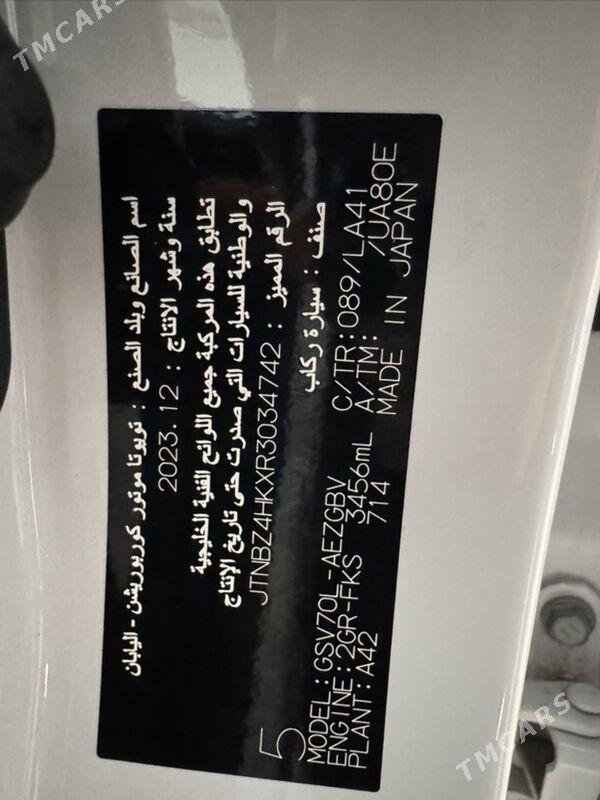 TMCARS
اسم الصانع وبلد الصنع : تويوتا موتور كوربوريشن - اليابان
سنة وشهر الانتاج : 2023.12
تطابق هذه المركبة جميع اللوائح الفنية الخليجية
والوطنية للسيارات التي صدرت حتى تاريخ الإنتاج
الرقم المميز : JTNBZ4HKXR3034742
صنف : سيارة ركاب
5
MODEL:GSV70L-AEZGBV C/TR:089/LA41
ENGINE:2GR-FKS 3456mL A/TM: /UA80E
PLANT:A42 714 MADE IN JAPAN
TMCARS